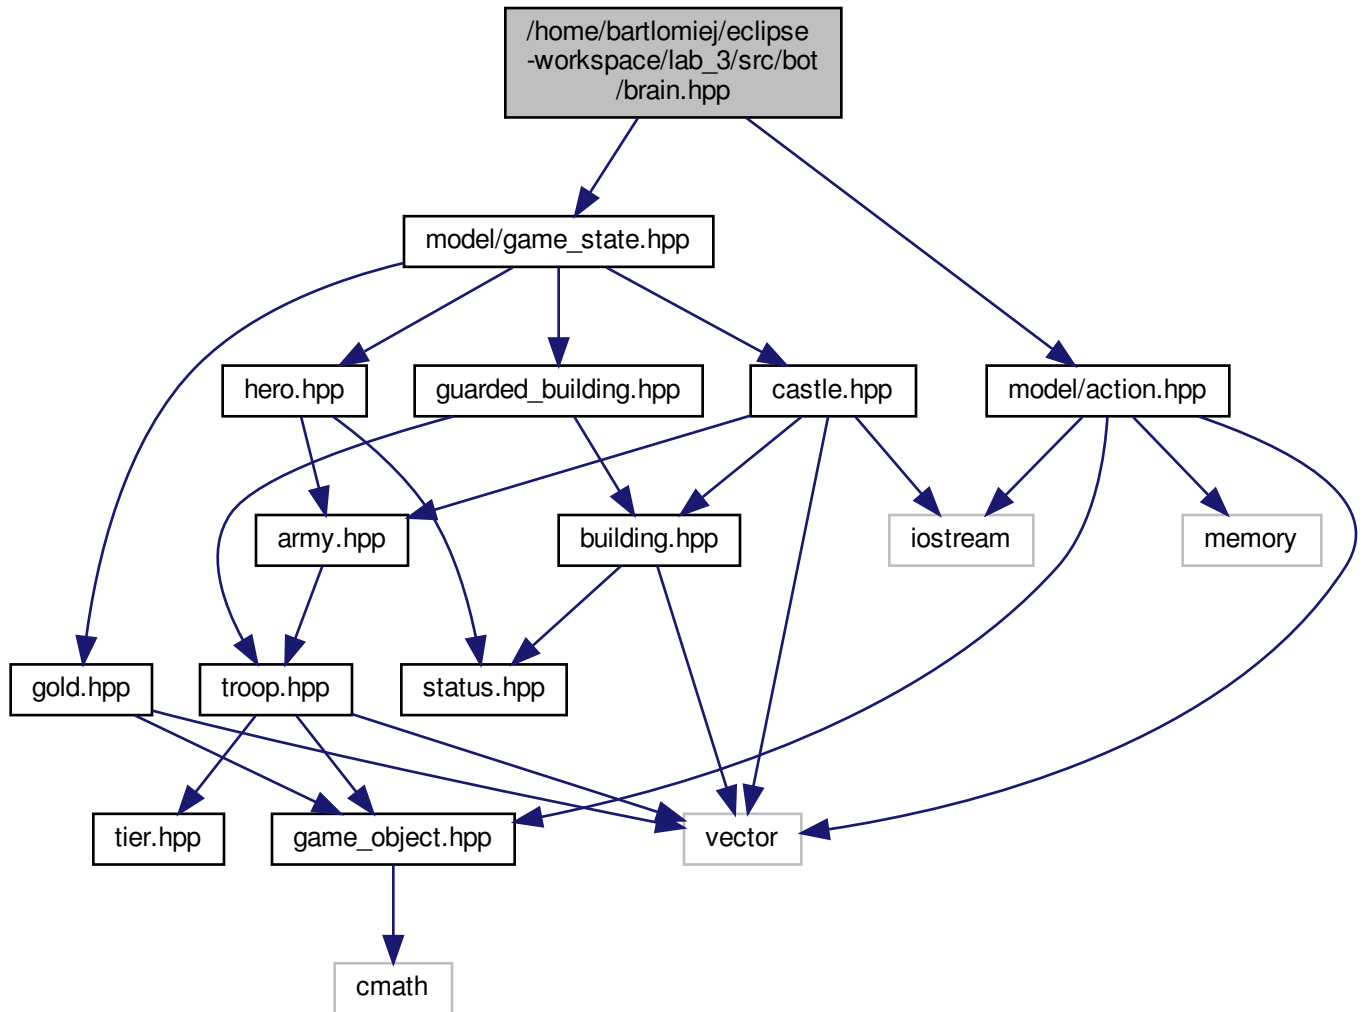 /home/bartlomiej/eclipse
-workspace/lab_3/src/bot
/brain.hpp
model/game_state.hpp
hero.hpp
guarded_building.hpp
castle.hpp
model/action.hpp
army.hpp
building.hpp
iostream
memory
gold.hpp
troop.hpp
status.hpp
tier.hpp
game_object.hpp
vector
cmath